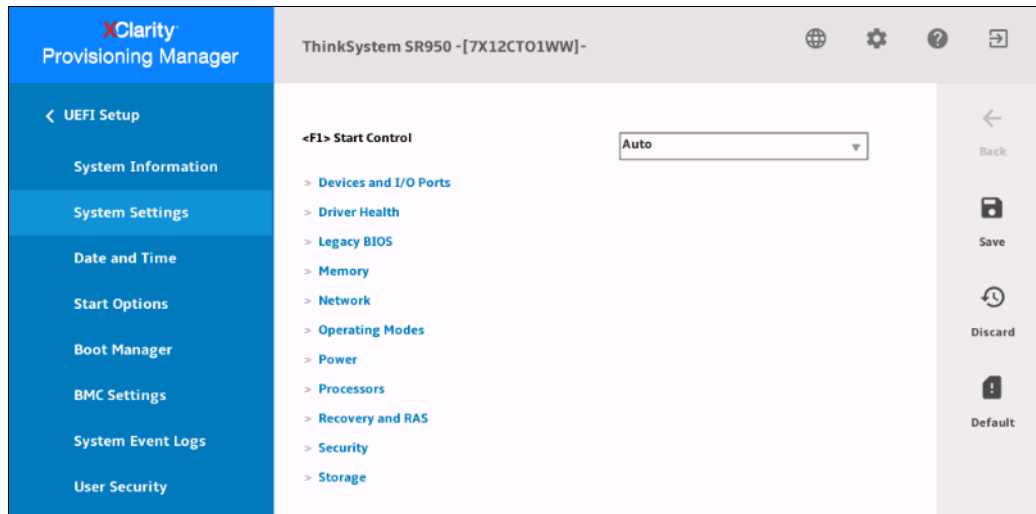 XClarity
Provisioning Manager
ThinkSystem SR950 -[7X12CTO1WW]-
UEFI Setup
System Information
System Settings
Date and Time
Start Options
Boot Manager
BMC Settings
System Event Logs
User Security
<F1> Start Control
Auto
> Devices and I/O Ports
> Driver Health
> Legacy BIOS
> Memory
> Network
> Operating Modes
> Power
> Processors
> Recovery and RAS
> Security
> Storage
Back
Save
Discard
Default